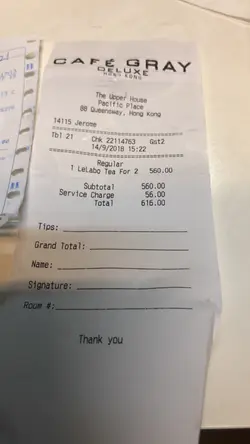 CAFÉ GRAY
DELUXE
HONG KONG
The Upper House
Pacific Place
88 Queensway, Hong Kong
14115 Jerome
Tbl 21 Chk 22114763 Gst2
14/9/2018 15:22
Regular
1 LeLabo Tea For 2 560.00
Subtotal 560.00
Service Charge 56.00
Total 616.00
Tips:
Grand Total:
Name:
Signature:
Room #:
Thank you